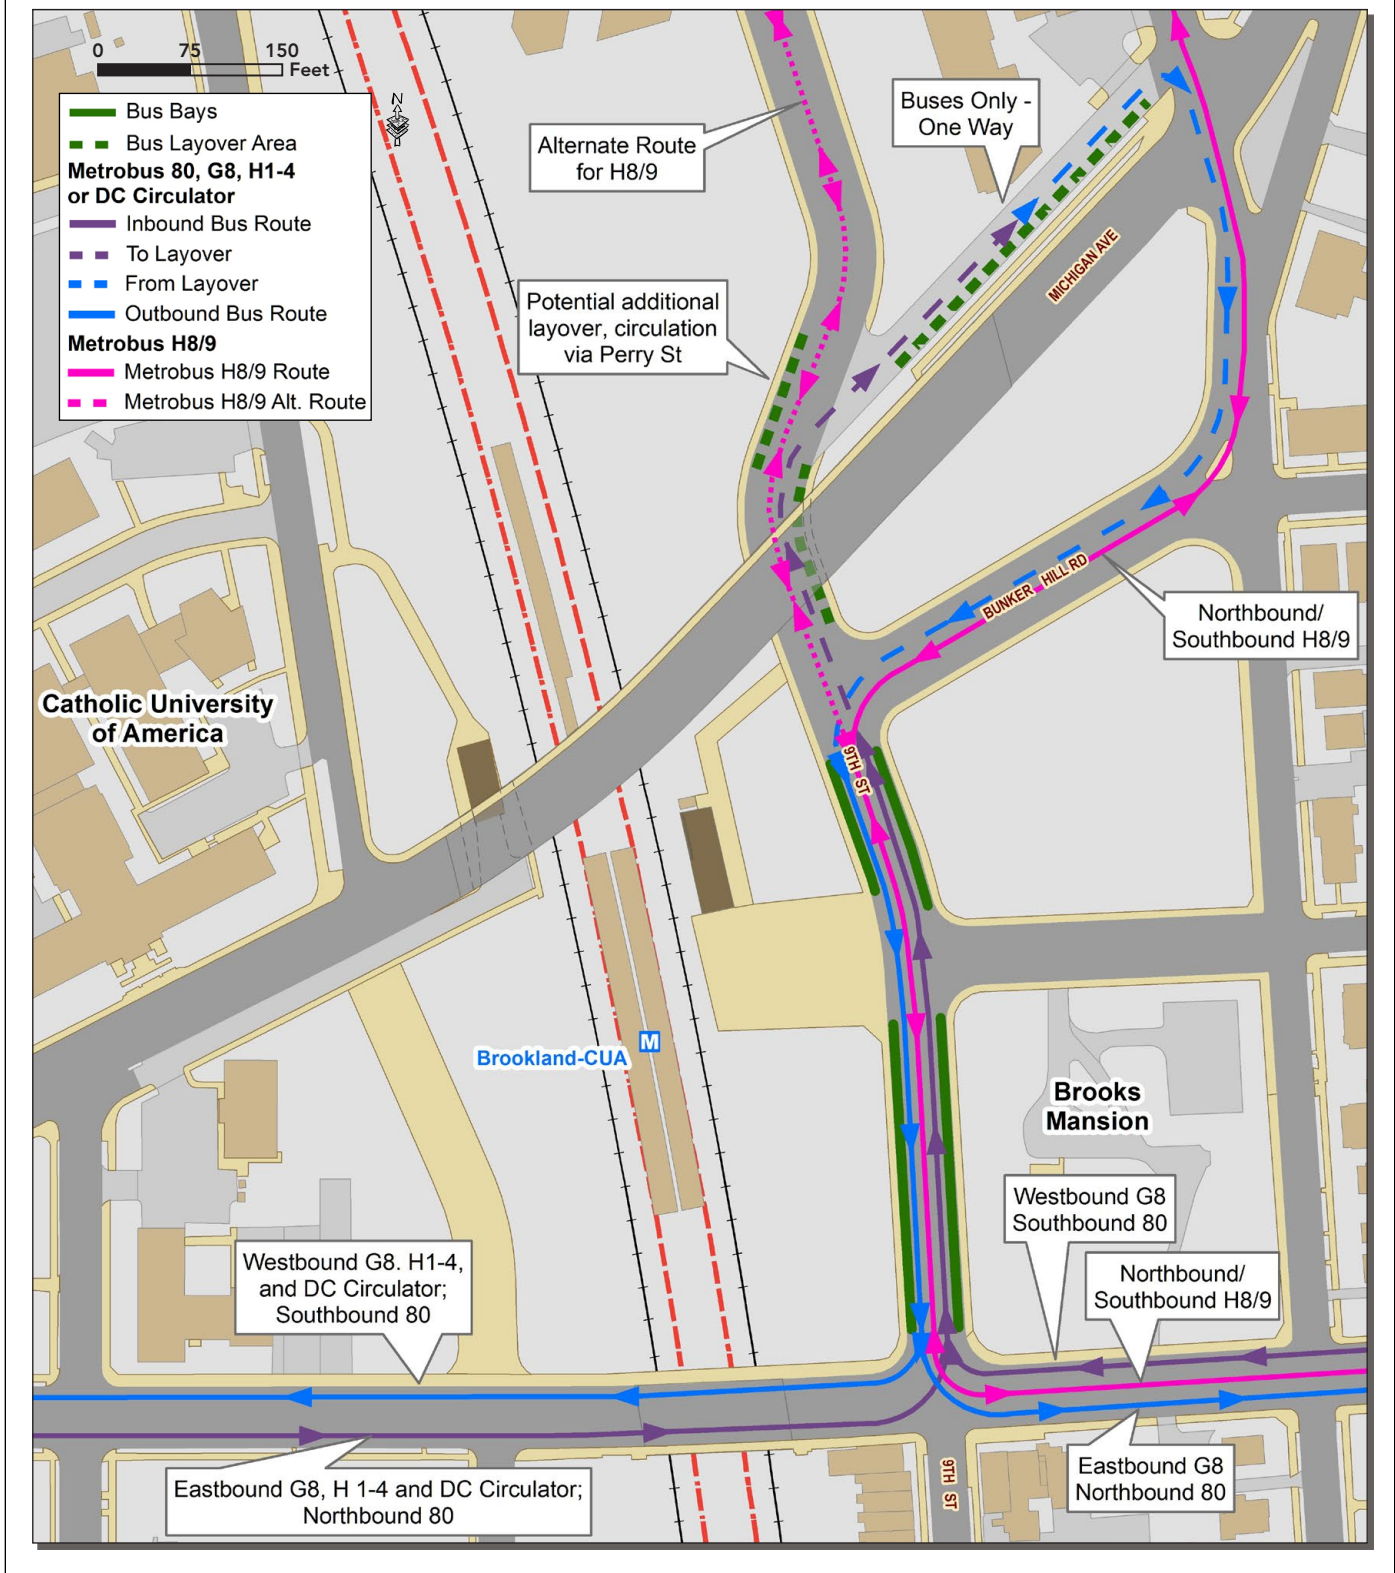 0 75 150
Feet
N
Bus Bays
Bus Layover Area
Metrobus 80, G8, H1-4
or DC Circulator
Inbound Bus Route
To Layover
From Layover
Outbound Bus Route
Metrobus H8/9
Metrobus H8/9 Route
Metrobus H8/9 Alt. Route
Alternate Route
for H8/9
Buses Only -
One Way
MICHIGAN AVE
Potential additional
layover, circulation
via Perry St
BUNKER HILL RD
Northbound/
Southbound H8/9
Catholic University
of America
9TH ST
M
Brookland-CUA
Brooks
Mansion
Westbound G8
Southbound 80
Westbound G8. H1-4,
and DC Circulator;
Southbound 80
Northbound/
Southbound H8/9
Eastbound G8, H 1-4 and DC Circulator;
Northbound 80
9TH ST
Eastbound G8
Northbound 80